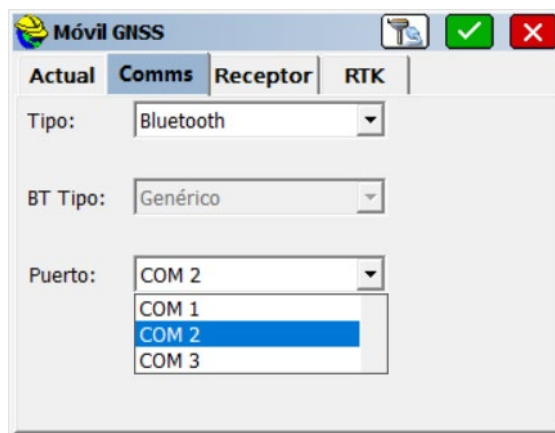 Móvil GNSS
Actual Comms Receptor RTK
Tipo: Bluetooth
BT Tipo: Genérico
Puerto: COM 2
COM 1
COM 2
COM 3